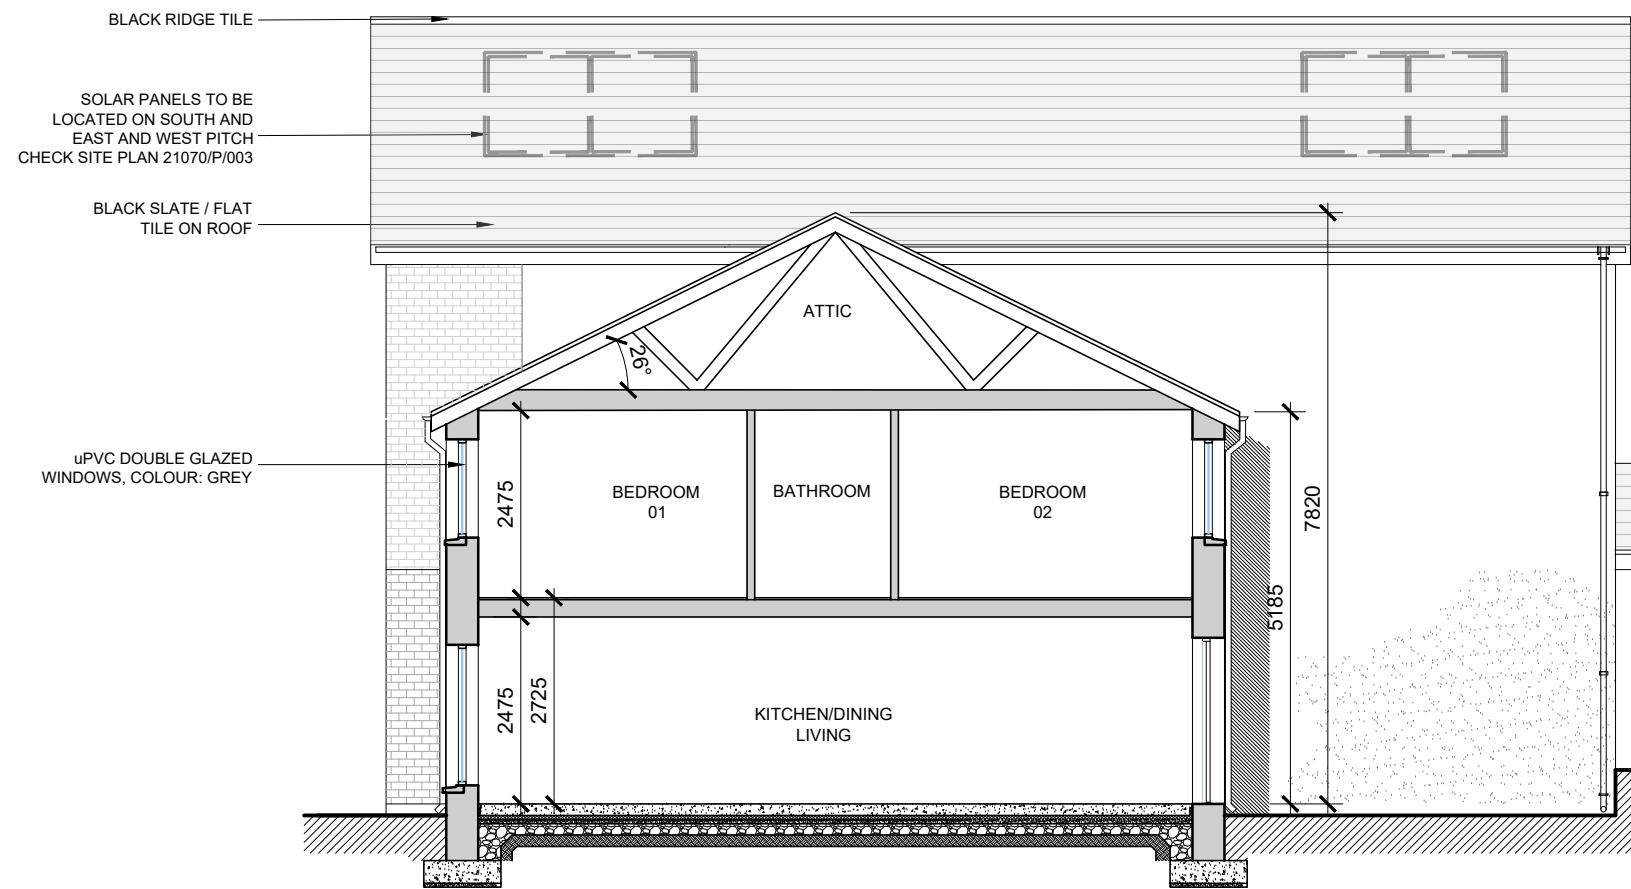 BLACK RIDGE TILE
SOLAR PANELS TO BE
LOCATED ON SOUTH AND
EAST AND WEST PITCH
CHECK SITE PLAN 21070/P/003
BLACK SLATE / FLAT
TILE ON ROOF
ATTIC
26°
uPVC DOUBLE GLAZED
WINDOWS, COLOUR: GREY
2475
BEDROOM
01
BATHROOM
BEDROOM
02
7820
5185
2475
2725
KITCHEN/DINING
LIVING